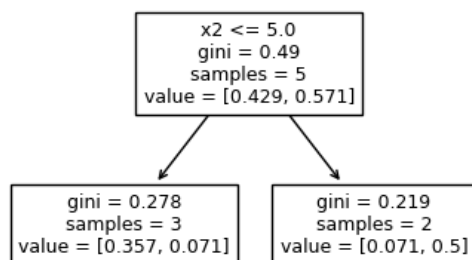 x2 <= 5.0
gini = 0.49
samples = 5
value = [0.429, 0.571]
gini = 0.278
samples = 3
value = [0.357, 0.071]
gini = 0.219
samples = 2
value = [0.071, 0.5]